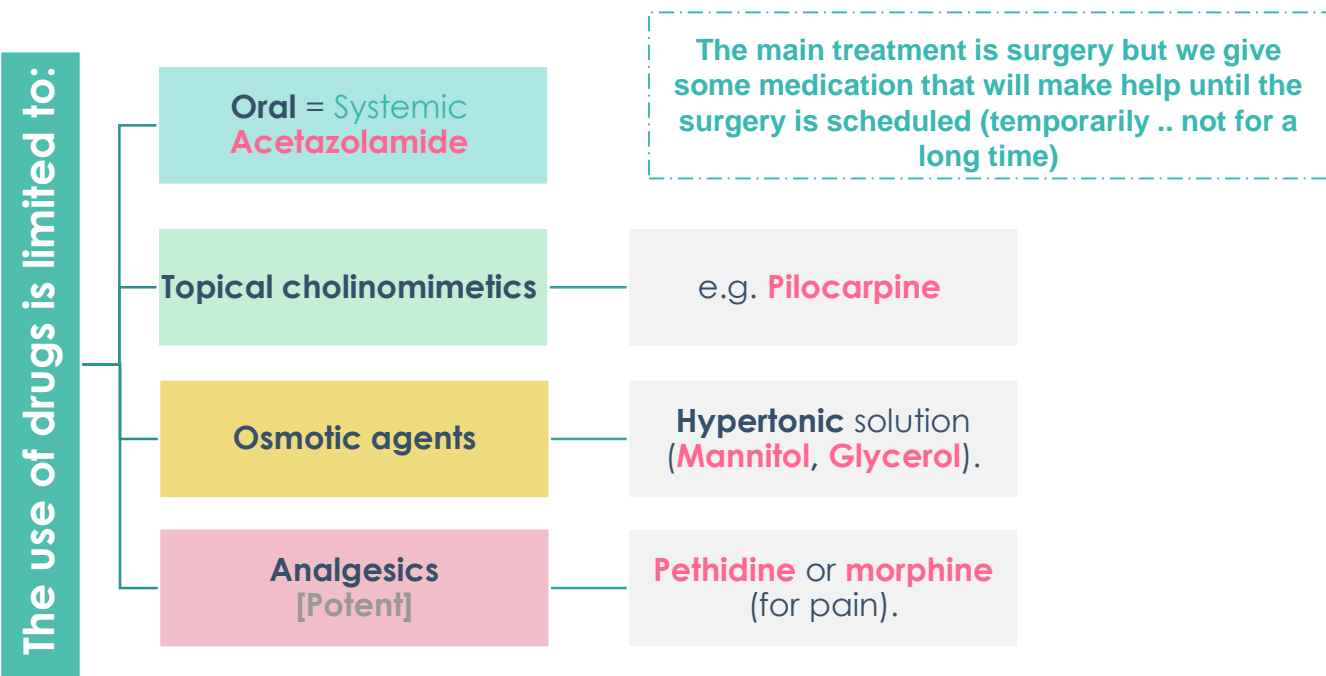 The use of drugs is limited to:
The main treatment is surgery but we give
some medication that will make help until the
surgery is scheduled (temporarily .. not for a
long time)
Oral = Systemic
Acetazolamide
Topical cholinomimetics
e.g. Pilocarpine
Osmotic agents
Hypertonic solution
(Mannitol, Glycerol).
Analgesics
[Potent]
Pethidine or morphine
(for pain).